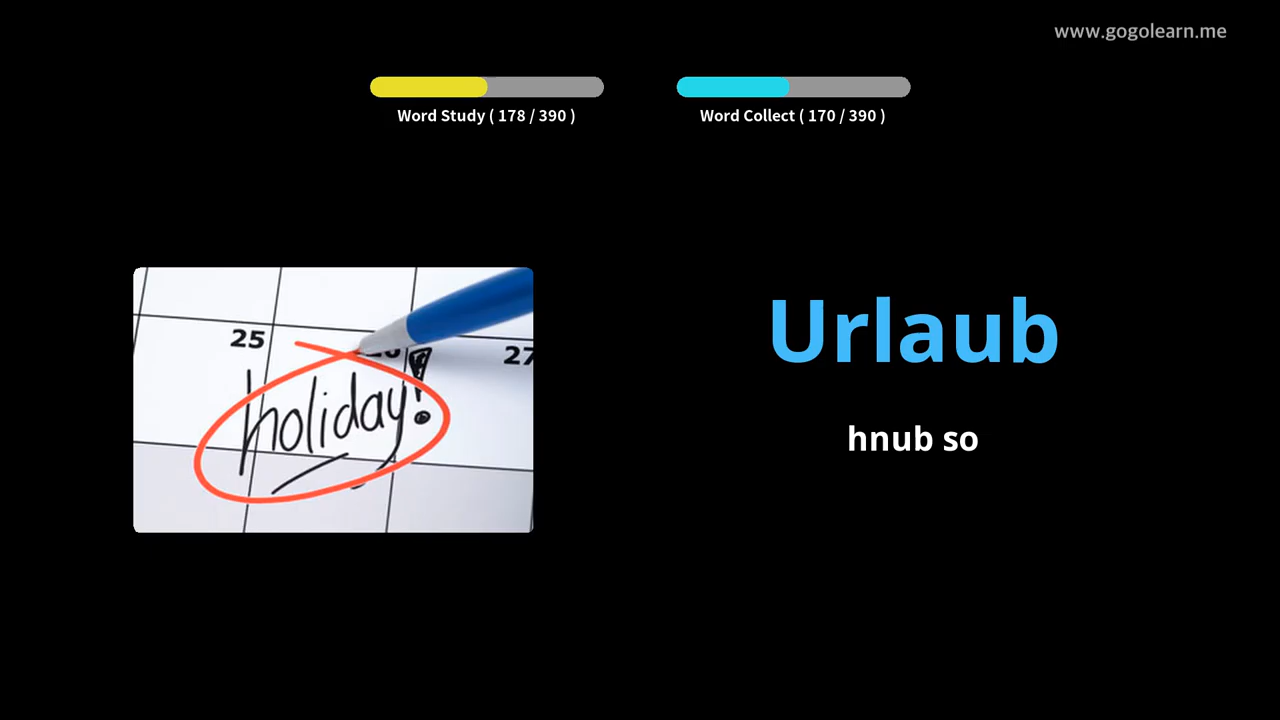 www.gogolearn.me
Word Study ( 178 / 390 )
Word Collect ( 170 / 390 )
25
27
holiday!
Urlaub
hnub so